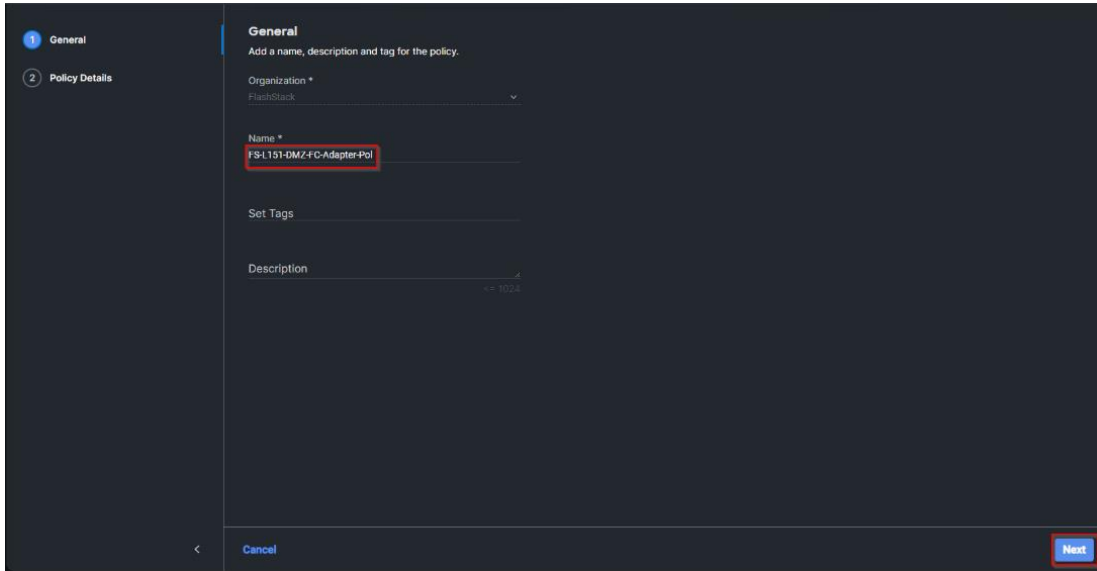 1 General
2 Policy Details
General
Add a name, description and tag for the policy.
Organization *
FlashStack
Name *
FS-L151-DMZ-FC-Adapter-Pol
Set Tags
Description
<= 1024
Cancel
Next